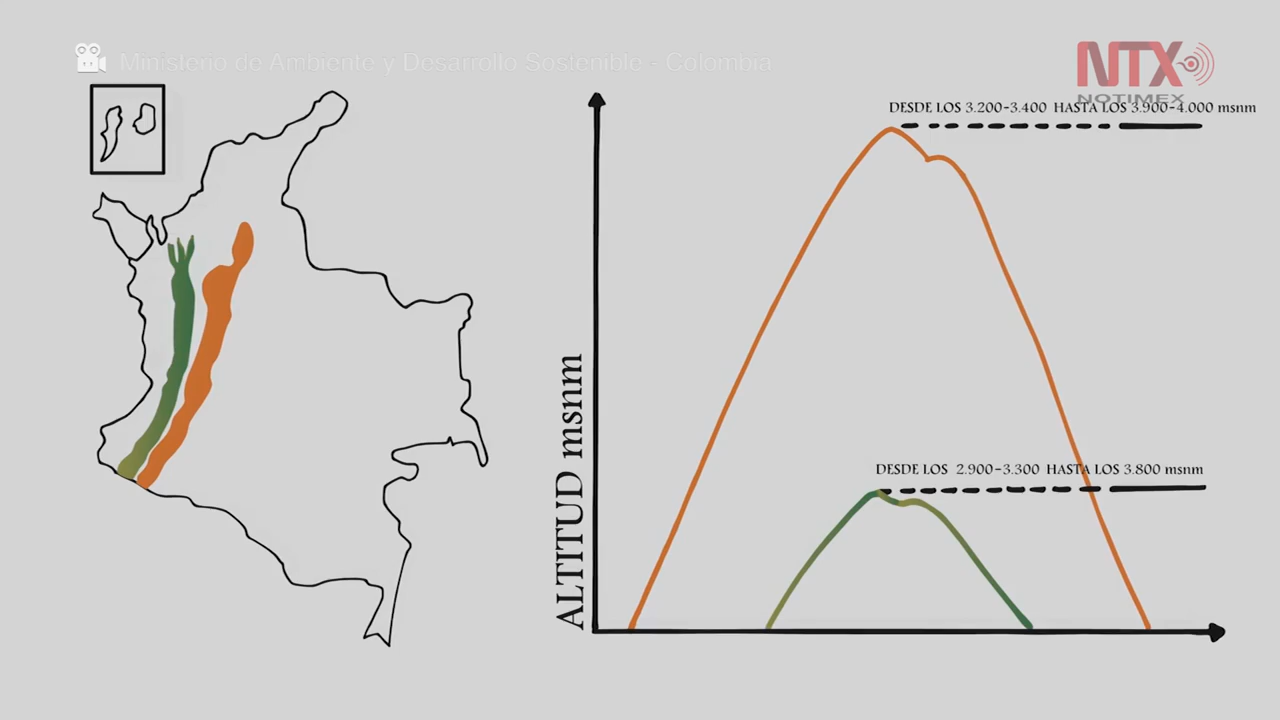 Ministerio de Ambiente y Desarrollo Sostenible - Colombia
NTX
NOTIMEX
DESDE LOS 3.200-3.400 HASTA LOS 3.900-4.000 msnm
ALTITUD msnm
DESDE LOS 2.900-3.300 HASTA LOS 3.800 msnm